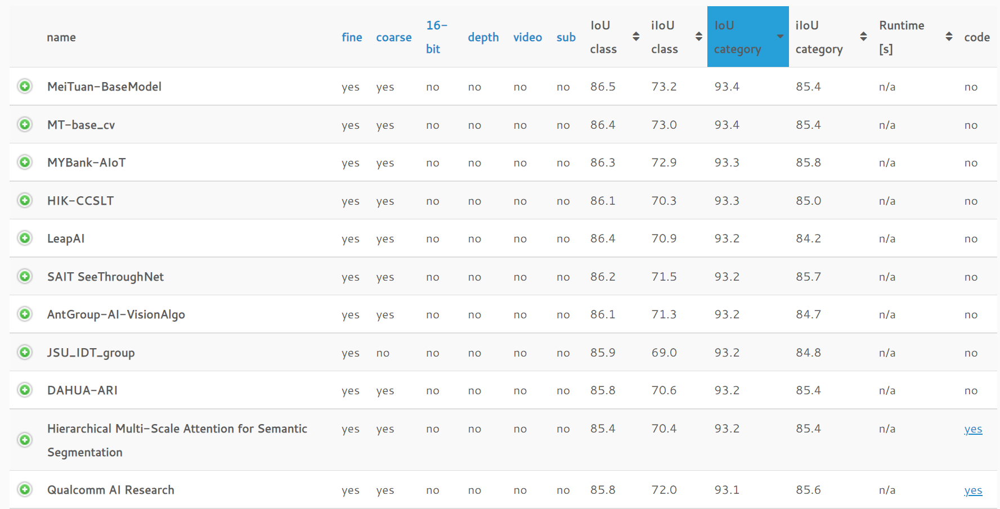 name fine coarse 16-bit depth video sub IoU class iIoU class IoU category iIoU category Runtime [s] code
MeiTuan-BaseModel yes yes no no no no 86.5 73.2 93.4 85.4 n/a no
MT-base_cv yes yes no no no no 86.4 73.0 93.4 85.4 n/a no
MYBank-AIoT yes yes no no no no 86.3 72.9 93.3 85.8 n/a no
HIK-CCSLT yes yes no no no no 86.1 70.3 93.3 85.0 n/a no
LeapAI yes yes no no no no 86.4 70.9 93.2 84.2 n/a no
SAIT SeeThroughNet yes yes no no no no 86.2 71.5 93.2 85.7 n/a no
AntGroup-AI-VisionAlgo yes yes no no no no 86.1 71.3 93.2 84.7 n/a no
JSU_IDT_group yes no no no no no 85.9 69.0 93.2 84.8 n/a no
DAHUA-ARI yes yes no no no no 85.8 70.6 93.2 85.4 n/a no
Hierarchical Multi-Scale Attention for Semantic yes yes no no no no 85.4 70.4 93.2 85.4 n/a yes
Segmentation
Qualcomm AI Research yes yes no no no no 85.8 72.0 93.1 85.6 n/a yes